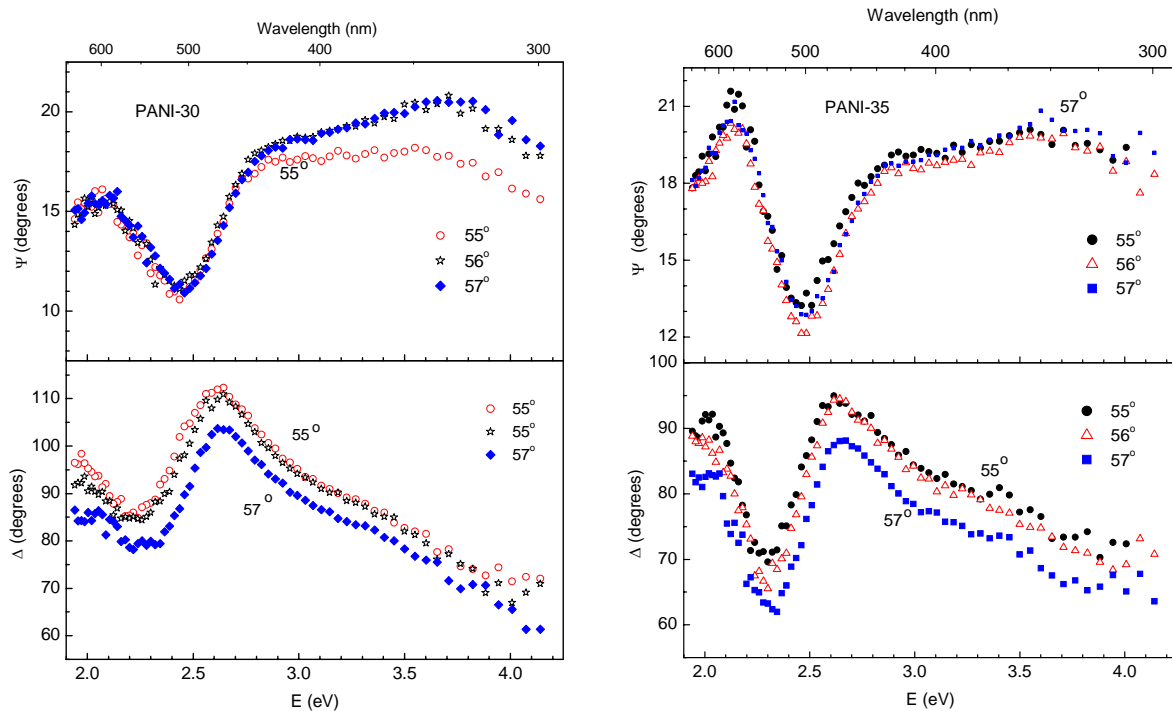 Wavelength (nm)
600 500 400 300
20
15
10
Ψ (degrees)
PANI-30
55°
55°
56°
57°
110
100
90
80
70
60
Δ (degrees)
55°
57°
55°
55°
57°
2.0 2.5 3.0 3.5 4.0
E (eV)
Wavelength (nm)
600 500 400 300
21
18
15
12
Ψ (degrees)
PANI-35
57°
55°
56°
57°
100
90
80
70
60
Δ (degrees)
55°
57°
55°
56°
57°
2.0 2.5 3.0 3.5 4.0
E (eV)